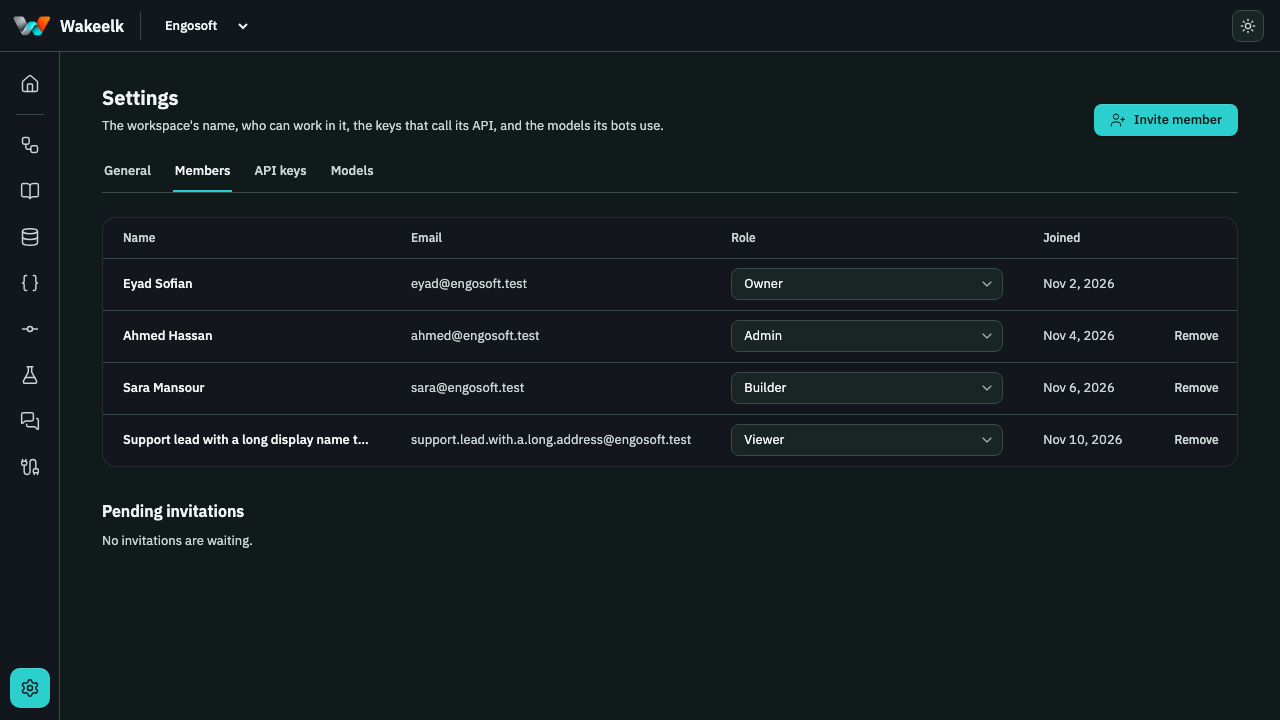 Wakeelk
Engosoft
Settings
The workspace's name, who can work in it, the keys that call its API, and the models its bots use.
Invite member
General Members API keys Models
Name Email Role Joined
Eyad Sofian eyad@engosoft.test Owner Nov 2, 2026
Ahmed Hassan ahmed@engosoft.test Admin Nov 4, 2026 Remove
Sara Mansour sara@engosoft.test Builder Nov 6, 2026 Remove
Support lead with a long display name t... support.lead.with.a.long.address@engosoft.test Viewer Nov 10, 2026 Remove
Pending invitations
No invitations are waiting.